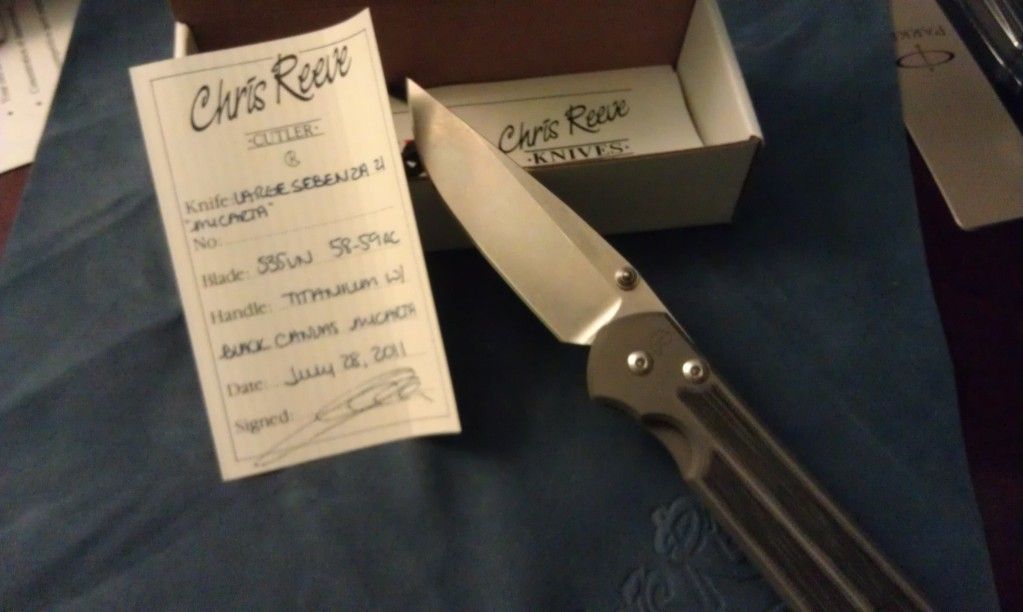 Chris Reeve
·CUTLER·
®
Knife: LARGE SEBENZA 21
"MICARTA"
No:
Blade: S35VN 58-59RC
Handle: TITANIUM W/
BLACK CANVAS MICARTA
Date: July 28, 2011
Signed:
Chris Reeve
·KNIVES·